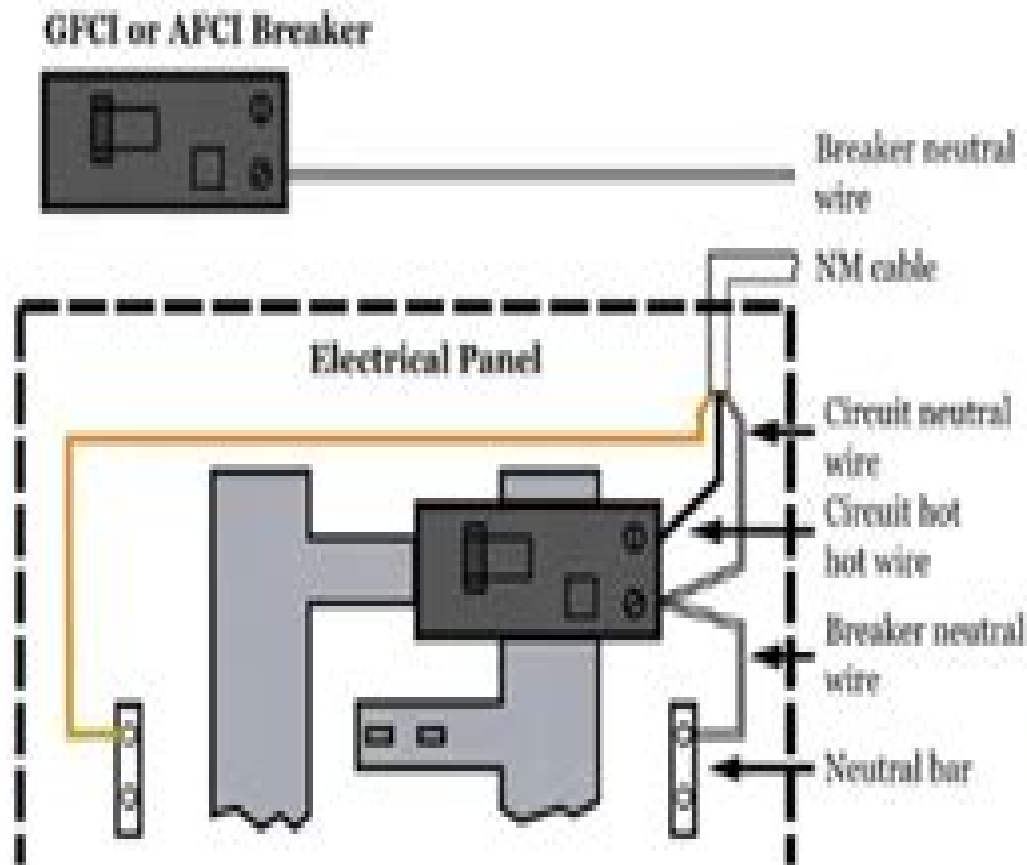 GFCI or AFCI Breaker
Breaker neutral
wire
NM cable
Electrical Panel
Circuit neutral
wire
Circuit hot
hot wire
Breaker neutral
wire
Neutral bar